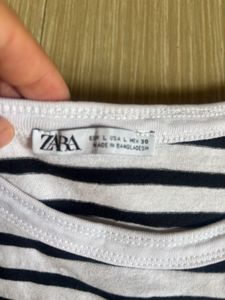 ZARA
EUR L USA L MEX 30
MADE IN BANGLADESH